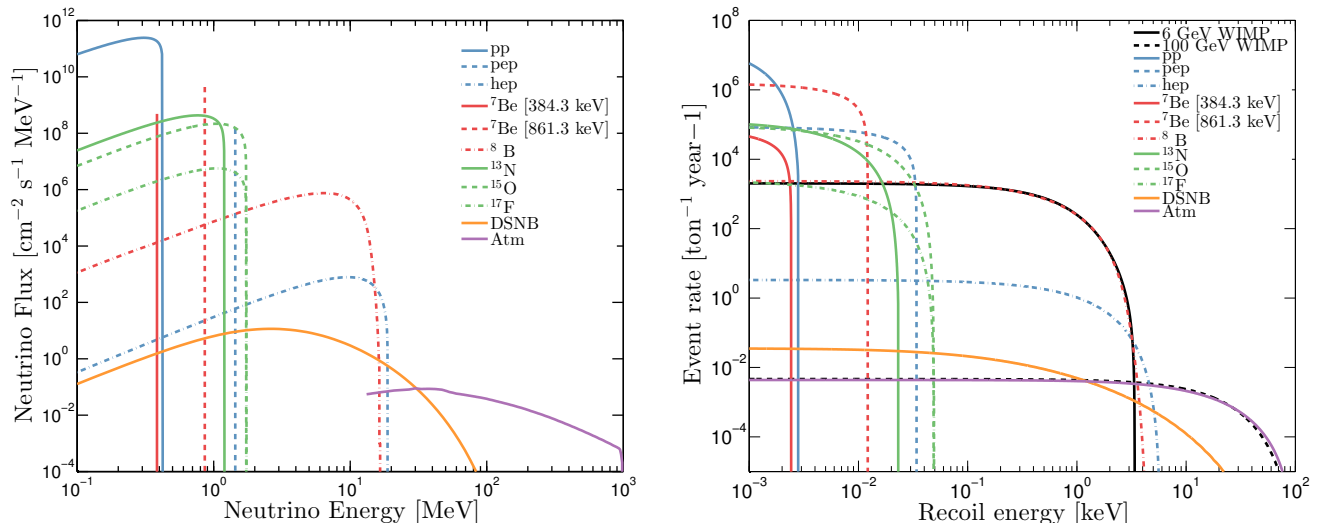 10^12
10^10
10^8
10^6
10^4
10^2
10^0
10^−2
10^−4
Neutrino Flux [cm^−2 s^−1 MeV^−1]
pp
pep
hep
^7Be [384.3 keV]
^7Be [861.3 keV]
^8 B
^13N
^15O
^17F
DSNB
Atm
10^−1 10^0 10^1 10^2 10^3
Neutrino Energy [MeV]
10^8
10^6
10^4
10^2
10^0
10^−2
10^−4
Event rate [ton^−1 year−1]
6 GeV WIMP
100 GeV WIMP
pp
pep
hep
^7Be [384.3 keV]
^7Be [861.3 keV]
^8 B
^13N
^15O
^17F
DSNB
Atm
10^−3 10^−2 10^−1 10^0 10^1 10^2
Recoil energy [keV]